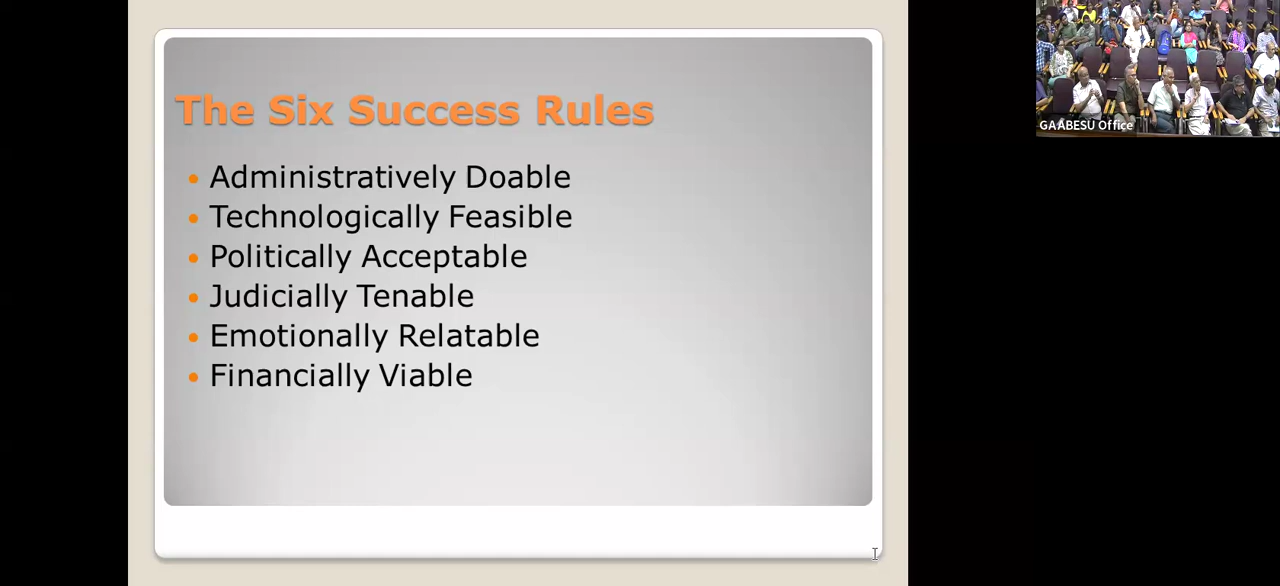 The Six Success Rules
Administratively Doable
Technologically Feasible
Politically Acceptable
Judicially Tenable
Emotionally Relatable
Financially Viable
GAABESU Office